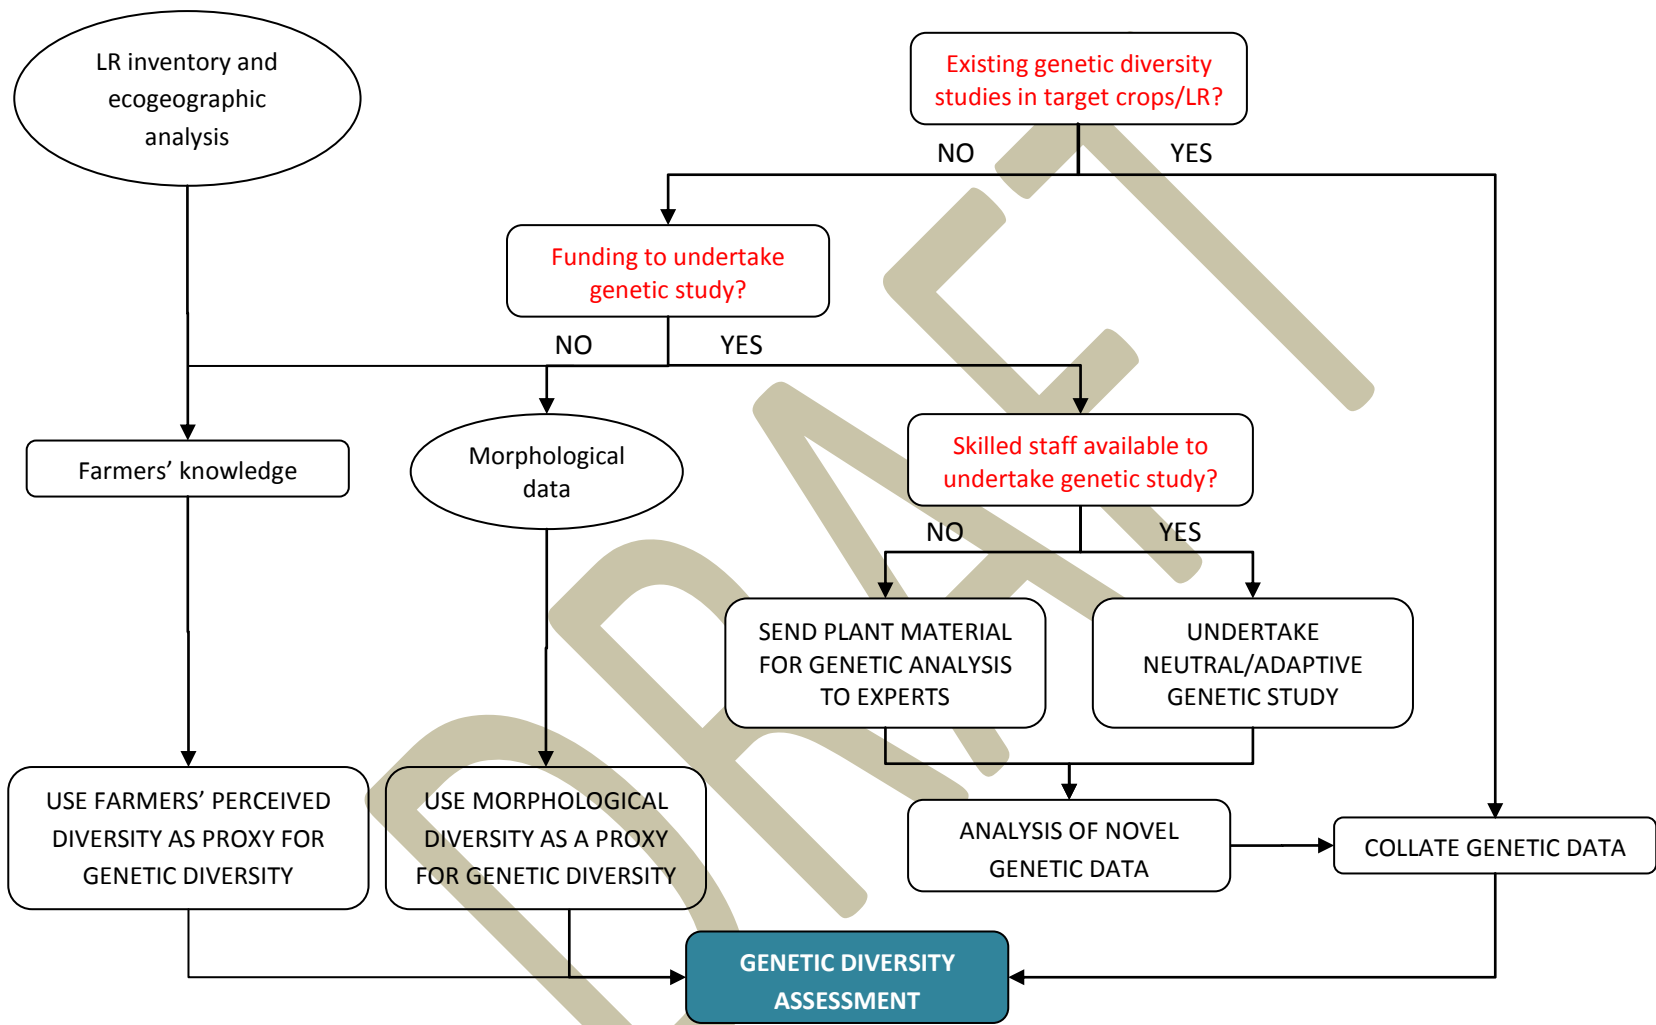 LR inventory and
ecogeographic
analysis
Existing genetic diversity
studies in target crops/LR?
NO
YES
Funding to undertake
genetic study?
NO
YES
Farmers’ knowledge
Morphological
data
Skilled staff available to
undertake genetic study?
NO
YES
SEND PLANT MATERIAL
FOR GENETIC ANALYSIS
TO EXPERTS
UNDERTAKE
NEUTRAL/ADAPTIVE
GENETIC STUDY
USE FARMERS’ PERCEIVED
DIVERSITY AS PROXY FOR
GENETIC DIVERSITY
USE MORPHOLOGICAL
DIVERSITY AS A PROXY
FOR GENETIC DIVERSITY
ANALYSIS OF NOVEL
GENETIC DATA
COLLATE GENETIC DATA
GENETIC DIVERSITY
ASSESSMENT
DRAFT